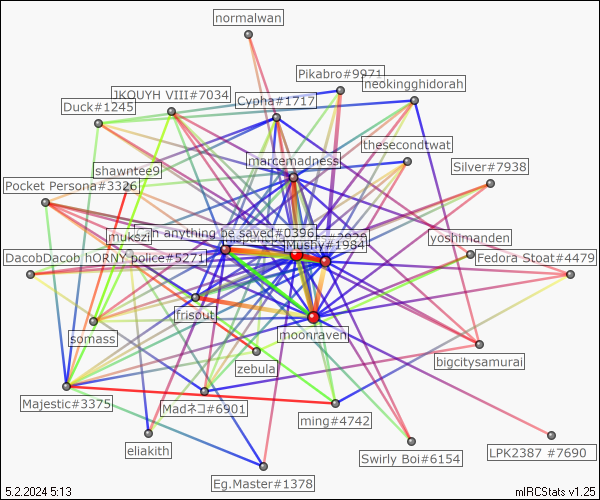 normalwan
Pikabro#9971
neokingghidorah
JKOUYH VIII#7034
Cypha#1717
Duck#1245
thesecondtwat
marcemadness
Silver#7938
shawntee9
Pocket Persona#3326
h anything be saved#0396
mukszi
Mushy#1984
yoshimanden
DacobDacob hORNY police#5271
Fedora Stoat#4479
frisout
moonraven
somass
bigcitysamurai
zebula
Majestic#3375
Madネコ#6901
ming#4742
eliakith
Swirly Boi#6154
LPK2387 #7690
Eg.Master#1378
5.2.2024 5:13
mIRCStats v1.25